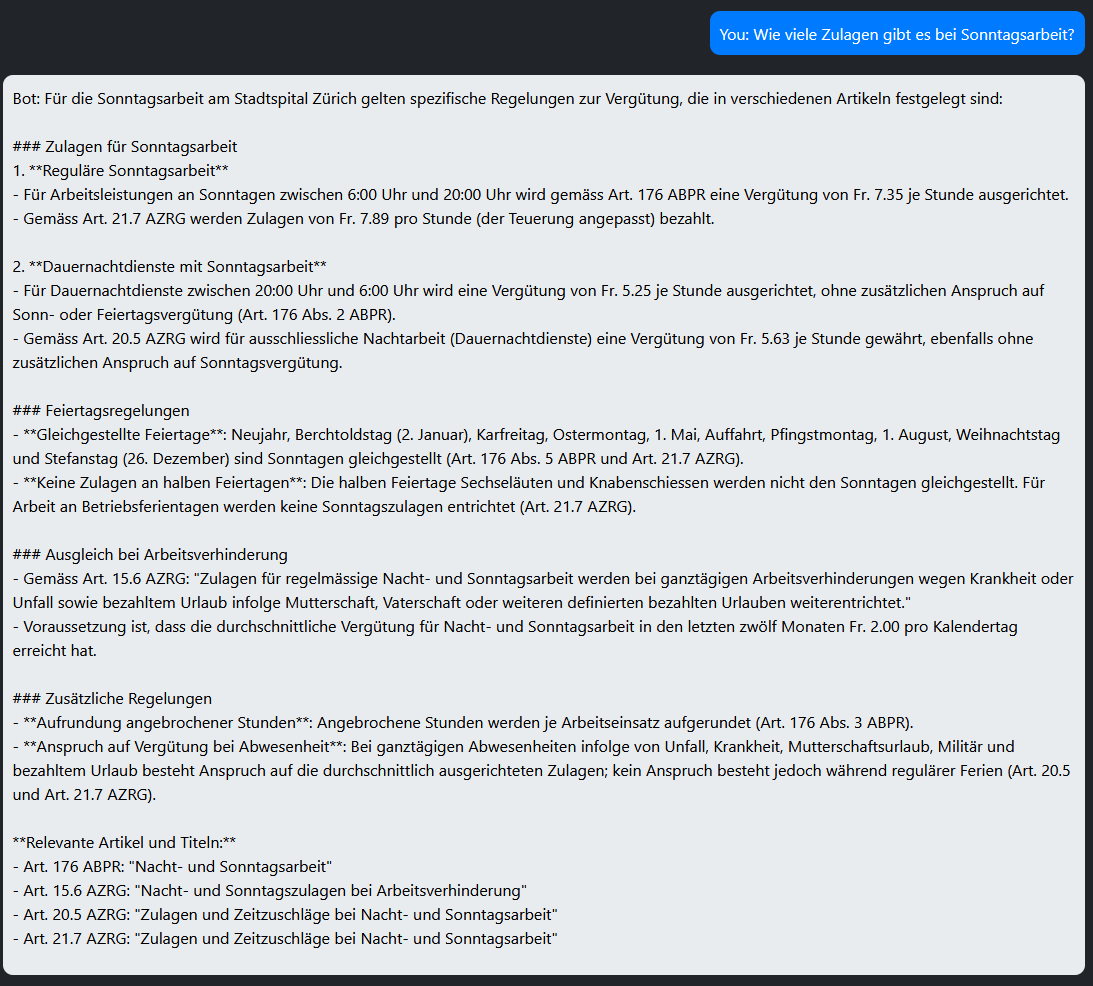 You: Wie viele Zulagen gibt es bei Sonntagsarbeit?
Bot: Für die Sonntagsarbeit am Stadtspital Zürich gelten spezifische Regelungen zur Vergütung, die in verschiedenen Artikeln festgelegt sind:
### Zulagen für Sonntagsarbeit
1. **Reguläre Sonntagsarbeit**
- Für Arbeitsleistungen an Sonntagen zwischen 6:00 Uhr und 20:00 Uhr wird gemäss Art. 176 ABPR eine Vergütung von Fr. 7.35 je Stunde ausgerichtet.
- Gemäss Art. 21.7 AZRG werden Zulagen von Fr. 7.89 pro Stunde (der Teuerung angepasst) bezahlt.
2. **Dauernachtdienste mit Sonntagsarbeit**
- Für Dauernachtdienste zwischen 20:00 Uhr und 6:00 Uhr wird eine Vergütung von Fr. 5.25 je Stunde ausgerichtet, ohne zusätzlichen Anspruch auf
Sonn- oder Feiertagsvergütung (Art. 176 Abs. 2 ABPR).
- Gemäss Art. 20.5 AZRG wird für ausschliessliche Nachtarbeit (Dauernachtdienste) eine Vergütung von Fr. 5.63 je Stunde gewährt, ebenfalls ohne
zusätzlichen Anspruch auf Sonntagsvergütung.
### Feiertagsregelungen
- **Gleichgestellte Feiertage**: Neujahr, Berchtoldstag (2. Januar), Karfreitag, Ostermontag, 1. Mai, Auffahrt, Pfingstmontag, 1. August, Weihnachtstag
und Stefanstag (26. Dezember) sind Sonntagen gleichgestellt (Art. 176 Abs. 5 ABPR und Art. 21.7 AZRG).
- **Keine Zulagen an halben Feiertagen**: Die halben Feiertage Sechseläuten und Knabenschiessen werden nicht den Sonntagen gleichgestellt. Für
Arbeit an Betriebsferientagen werden keine Sonntagszulagen entrichtet (Art. 21.7 AZRG).
### Ausgleich bei Arbeitsverhinderung
- Gemäss Art. 15.6 AZRG: "Zulagen für regelmässige Nacht- und Sonntagsarbeit werden bei ganztägigen Arbeitsverhinderungen wegen Krankheit oder
Unfall sowie bezahltem Urlaub infolge Mutterschaft, Vaterschaft oder weiteren definierten bezahlten Urlauben weiterentrichtet."
- Voraussetzung ist, dass die durchschnittliche Vergütung für Nacht- und Sonntagsarbeit in den letzten zwölf Monaten Fr. 2.00 pro Kalendertag
erreicht hat.
### Zusätzliche Regelungen
- **Aufrundung angebrochener Stunden**: Angebrochene Stunden werden je Arbeitseinsatz aufgerundet (Art. 176 Abs. 3 ABPR).
- **Anspruch auf Vergütung bei Abwesenheit**: Bei ganztägigen Abwesenheiten infolge von Unfall, Krankheit, Mutterschaftsurlaub, Militär und
bezahltem Urlaub besteht Anspruch auf die durchschnittlich ausgerichteten Zulagen; kein Anspruch besteht jedoch während regulärer Ferien (Art. 20.5
und Art. 21.7 AZRG).
**Relevante Artikel und Titeln:**
- Art. 176 ABPR: "Nacht- und Sonntagsarbeit"
- Art. 15.6 AZRG: "Nacht- und Sonntagszulagen bei Arbeitsverhinderung"
- Art. 20.5 AZRG: "Zulagen und Zeitzuschläge bei Nacht- und Sonntagsarbeit"
- Art. 21.7 AZRG: "Zulagen und Zeitzuschläge bei Nacht- und Sonntagsarbeit"